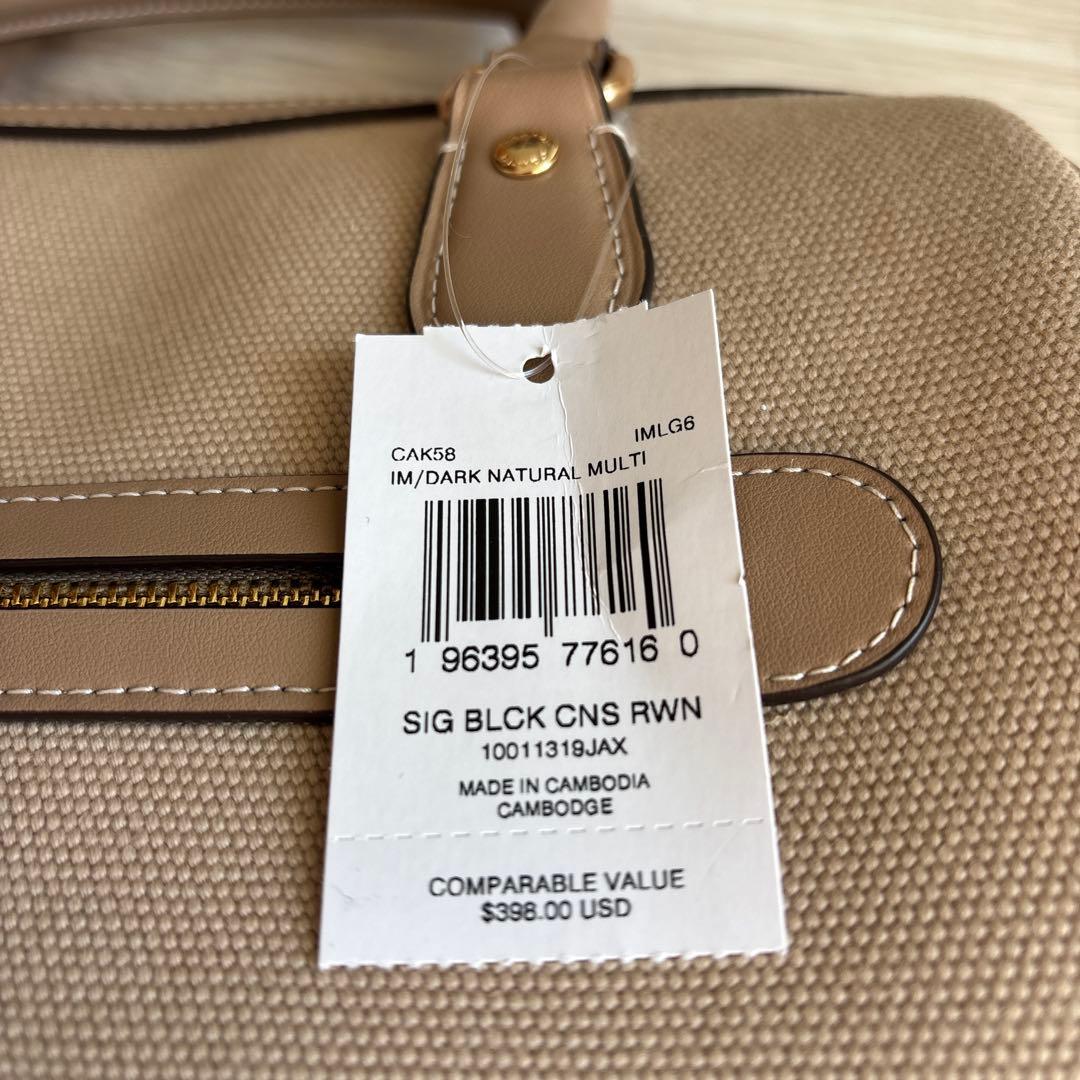 CAK58 IMLG6
IM/DARK NATURAL MULTI
1 96395 77616 0
SIG BLCK CNS RWN
10011319JAX
MADE IN CAMBODIA
CAMBODGE
COMPARABLE VALUE
$398.00 USD